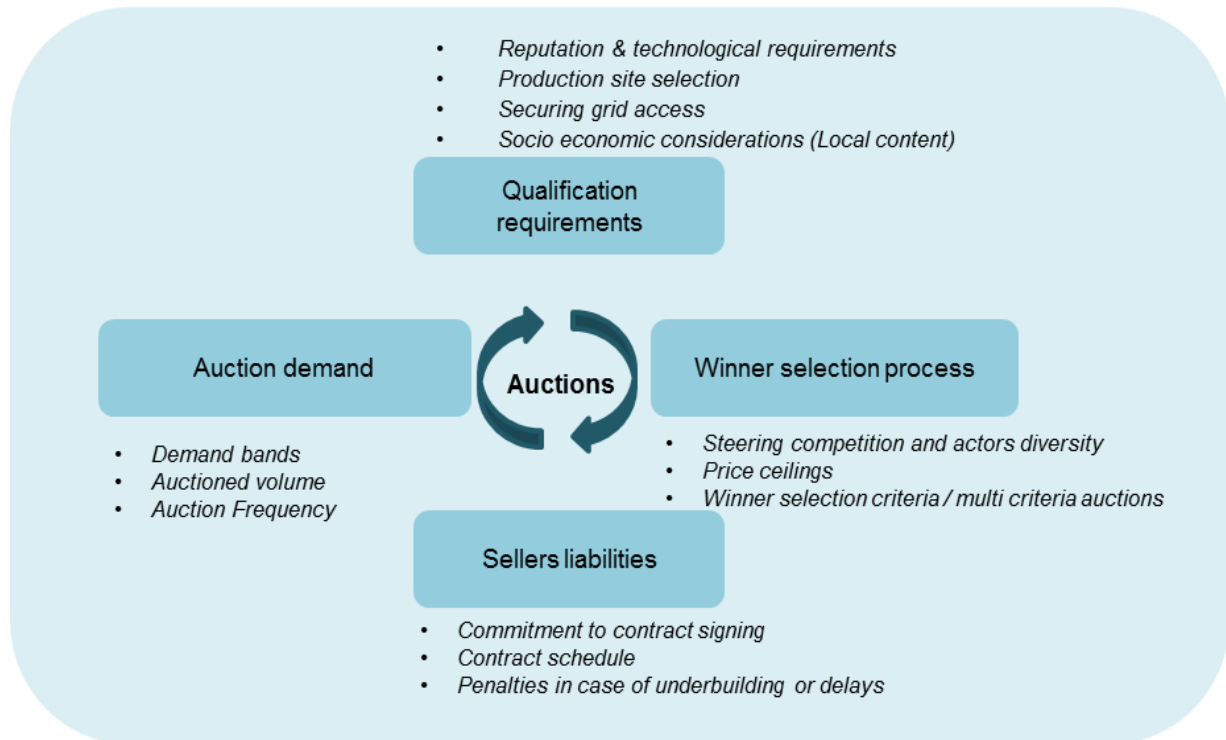 • Reputation & technological requirements
• Production site selection
• Securing grid access
• Socio economic considerations (Local content)
Qualification
requirements
Auction demand
Auctions
Winner selection process
• Demand bands
• Auctioned volume
• Auction Frequency
• Steering competition and actors diversity
• Price ceilings
• Winner selection criteria / multi criteria auctions
Sellers liabilities
• Commitment to contract signing
• Contract schedule
• Penalties in case of underbuilding or delays